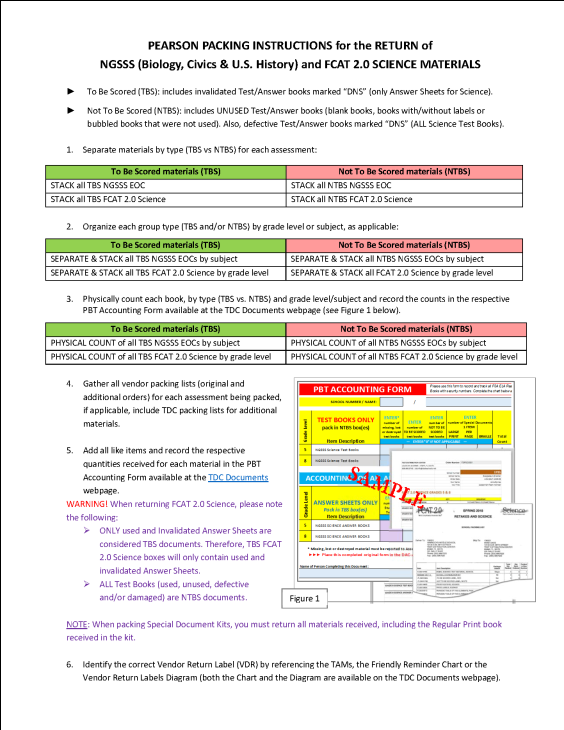 PEARSON PACKING INSTRUCTIONS for the RETURN of
NGSSS (Biology, Civics & U.S. History) and FCAT 2.0 SCIENCE MATERIALS
► To Be Scored (TBS): includes invalidated Test/Answer books marked “DNS” (only Answer Sheets for Science).
► Not To Be Scored (NTBS): includes UNUSED Test/Answer books (blank books, books with/without labels or
bubbled books that were not used). Also, defective Test/Answer books marked “DNS” (ALL Science Test Books).
1. Separate materials by type (TBS vs NTBS) for each assessment:
To Be Scored materials (TBS) Not To Be Scored materials (NTBS)
STACK all TBS NGSSS EOC STACK all NTBS NGSSS EOC
STACK all TBS FCAT 2.0 Science STACK all NTBS FCAT 2.0 Science
2. Organize each group type (TBS and/or NTBS) by grade level or subject, as applicable:
To Be Scored materials (TBS) Not To Be Scored materials (NTBS)
SEPARATE & STACK all TBS NGSSS EOCs by subject SEPARATE & STACK all NTBS NGSSS EOCs by subject
SEPARATE & STACK all TBS FCAT 2.0 Science by grade level SEPARATE & STACK all FCAT 2.0 Science by grade level
3. Physically count each book, by type (TBS vs. NTBS) and grade level/subject and record the counts in the respective
PBT Accounting Form available at the TDC Documents webpage (see Figure 1 below).
To Be Scored materials (TBS) Not To Be Scored materials (NTBS)
PHYSICAL COUNT of all TBS NGSSS EOCs by subject PHYSICAL COUNT of all NTBS NGSSS EOCs by subject
PHYSICAL COUNT of all TBS FCAT 2.0 Science by grade level PHYSICAL COUNT of all NTBS FCAT 2.0 Science by grade level
4. Gather all vendor packing lists (original and
additional orders) for each assessment being packed,
if applicable, include TDC packing lists for additional
materials.
5. Add all like items and record the respective
quantities received for each material in the PBT
Accounting Form available at the TDC Documents
webpage.
WARNING! When returning FCAT 2.0 Science, please note
the following:
➢ ONLY used and Invalidated Answer Sheets are
considered TBS documents. Therefore, TBS FCAT
2.0 Science boxes will only contain used and
invalidated Answer Sheets.
➢ ALL Test Books (used, unused, defective
and/or damaged) are NTBS documents.
PBT ACCOUNTING FORM
SCHOOL NUMBER / NAME: /
TEST BOOKS ONLY
pack in NTBS box(es)
Item Description
Grade Level
5 NGSSS Science Test Books
8 NGSSS Science Test Books
SAMPLE
ANSWER SHEETS ONLY
Pack in TBS box(es)
Item Description
Grade Level
5 NGSSS SCIENCE ANSWER BOOKS
8 NGSSS SCIENCE ANSWER BOOKS
FCAT 2.0 Science
Figure 1
NOTE: When packing Special Document Kits, you must return all materials received, including the Regular Print book
received in the kit.
6. Identify the correct Vendor Return Label (VDR) by referencing the TAMs, the Friendly Reminder Chart or the
Vendor Return Labels Diagram (both the Chart and the Diagram are available on the TDC Documents webpage).